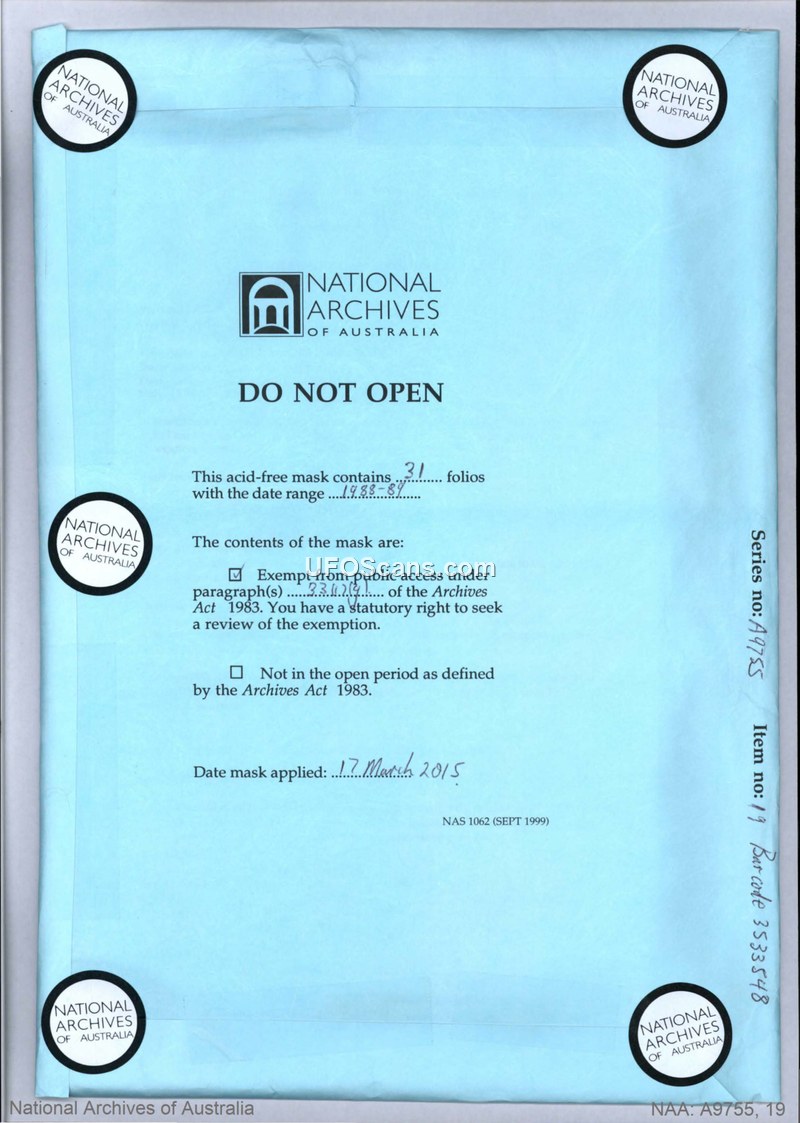 NATIONAL
ARCHIVES
OF AUSTRALIA
NATIONAL
ARCHIVES
OF AUSTRALIA
NATIONAL
ARCHIVES
OF AUSTRALIA
DO NOT OPEN
This acid-free mask contains 31 folios
with the date range 1988-89
NATIONAL
ARCHIVES
OF AUSTRALIA
The contents of the mask are:
UFOScans.com
☑ Exempt from public access under
paragraph(s) of the Archives
Act 1983. You have a statutory right to seek
a review of the exemption.
☐ Not in the open period as defined
by the Archives Act 1983.
Date mask applied: 17 March 2015
NAS 1062 (SEPT 1999)
Series no: A9755 Item no: 19 Barcode 3533548
NATIONAL
ARCHIVES
OF AUSTRALIA
NATIONAL
ARCHIVES
OF AUSTRALIA
National Archives of Australia
NAA: A9755, 19